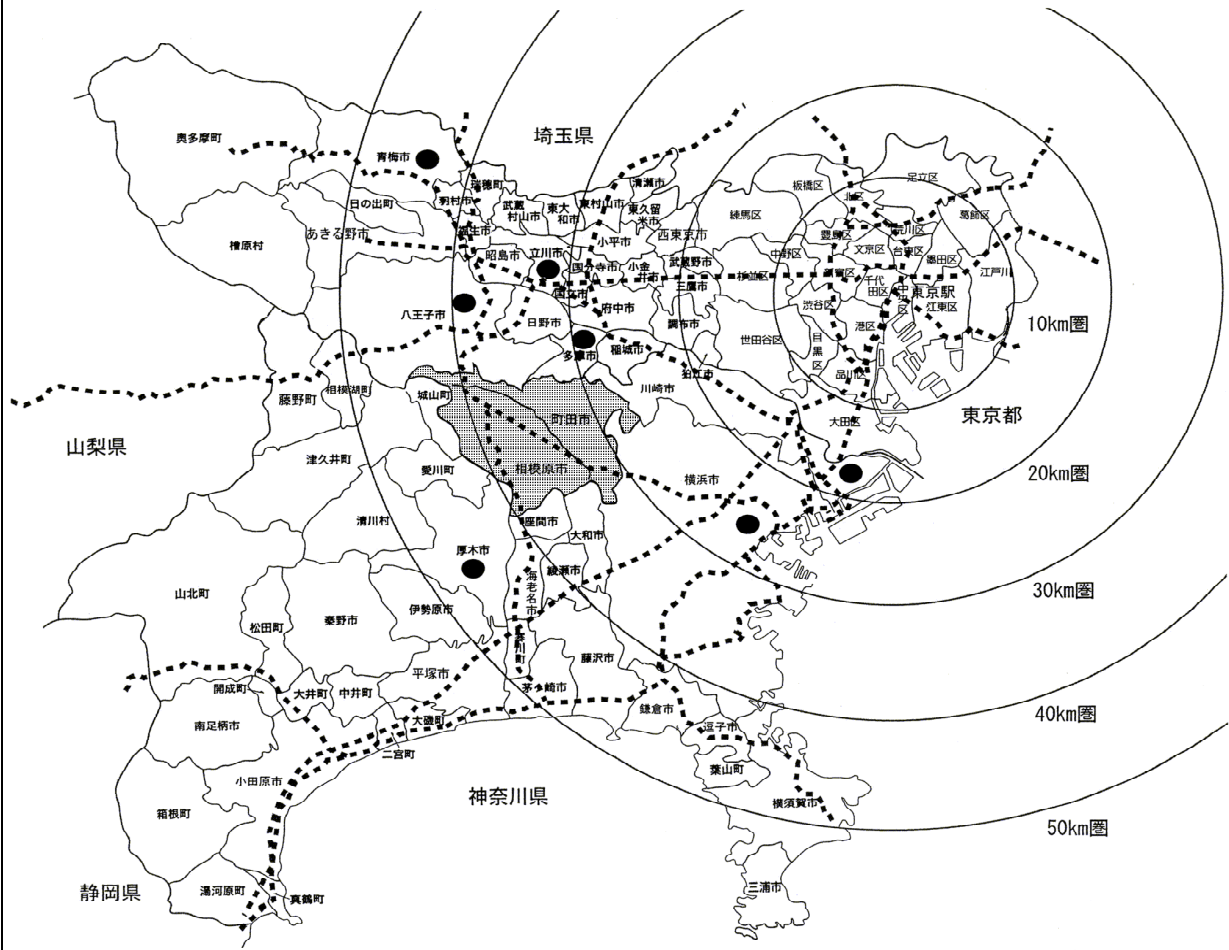 埼玉県
奥多摩町
青梅市
瑞穂町
羽村市
日の出町
あきる野市
檜原村
福生市
武蔵
村山市
東大
和市
東村山市
清瀬市
東久留
米市
昭島市
立川市
小平市
西東京市
国分寺市
小金
井市
武蔵野市
三鷹市
国立市
府中市
八王子市
日野市
調布市
多摩市
稲城市
狛江市
板橋区
北区
足立区
練馬区
葛飾区
豊島区
荒川区
中野区
文京区
台東区
墨田区
杉並区
新宿区
千代
田区
中央区
東京駅
江戸川
江東区
渋谷区
港区
世田谷区
目黒区
品川区
大田区
10km圏
東京都
20km圏
30km圏
40km圏
50km圏
山梨県
藤野町
相模湖町
城山町
町田市
川崎市
津久井町
愛川町
相模原市
横浜市
清川村
座間市
大和市
厚木市
綾瀬市
海老名市
山北町
松田町
秦野市
伊勢原市
寒川町
藤沢市
平塚市
開成町
大井町
中井町
茅ヶ崎市
鎌倉市
南足柄市
大磯町
二宮町
逗子市
葉山町
小田原市
横須賀市
箱根町
神奈川県
静岡県
湯河原町
真鶴町
三浦市